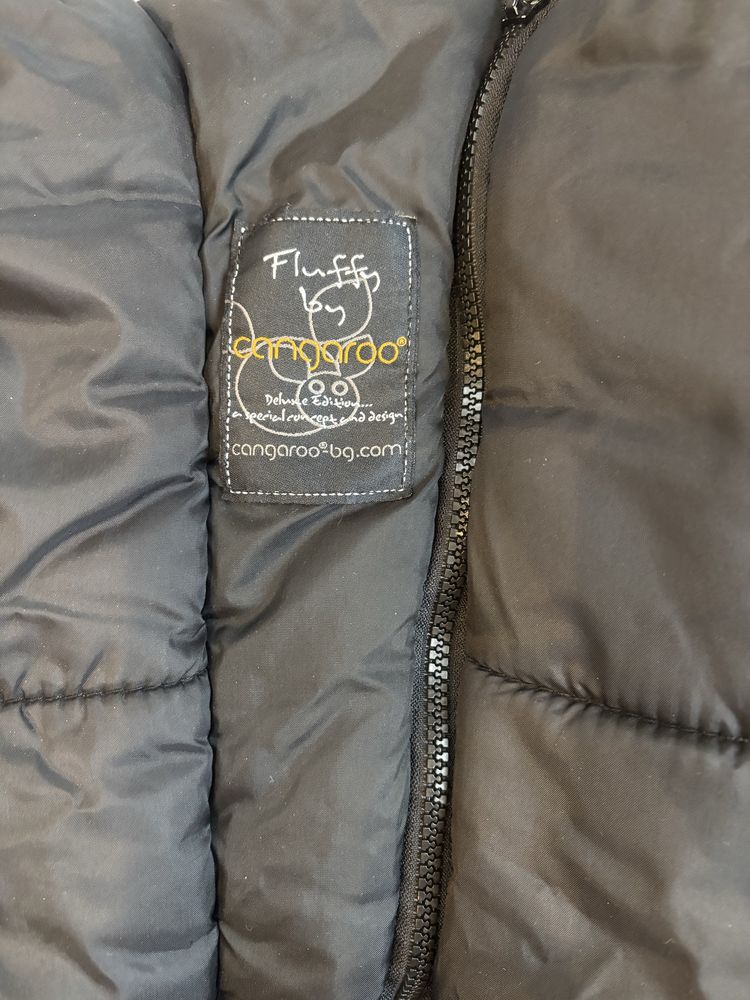 Fluffy
by
cangaroo®
Deluxe Edition...
a special concept and design
cangaroo®-bg.com